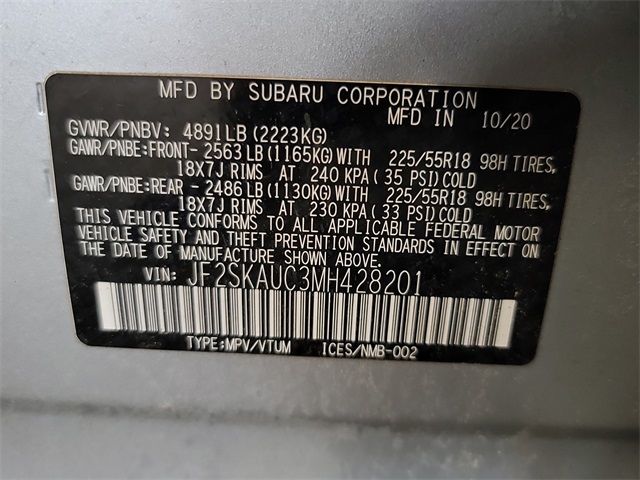 MFD BY SUBARU CORPORATION
MFD IN 10/20
GVWR/PNBV: 4891LB(2223KG)
GAWR/PNBE:FRONT- 2563LB(1165KG)WITH 225/55R18 98H TIRES,
18X7J RIMS AT 240 KPA(35 PSI)COLD
GAWR/PNBE:REAR - 2486LB(1130KG)WITH 225/55R18 98H TIRES,
18X7J RIMS AT 230 KPA(33 PSI)COLD
THIS VEHICLE CONFORMS TO ALL APPLICABLE FEDERAL MOTOR
VEHICLE SAFETY AND THEFT PREVENTION STANDARDS IN EFFECT ON
THE DATE OF MANUFACTURE SHOWN ABOVE.
VIN: JF2SKAUC3MH428201
TYPE:MPV/VTUM ICES/NMB-002